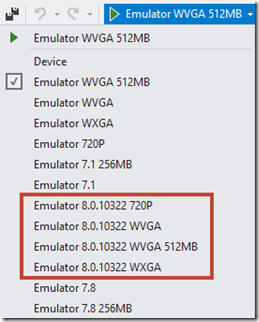 Emulator WVGA 512MB
Emulator WVGA 512MB
Device
Emulator WVGA 512MB
Emulator WVGA
Emulator WXGA
Emulator 720P
Emulator 7.1 256MB
Emulator 7.1
Emulator 8.0.10322 720P
Emulator 8.0.10322 WVGA
Emulator 8.0.10322 WVGA 512MB
Emulator 8.0.10322 WXGA
Emulator 7.8
Emulator 7.8 256MB